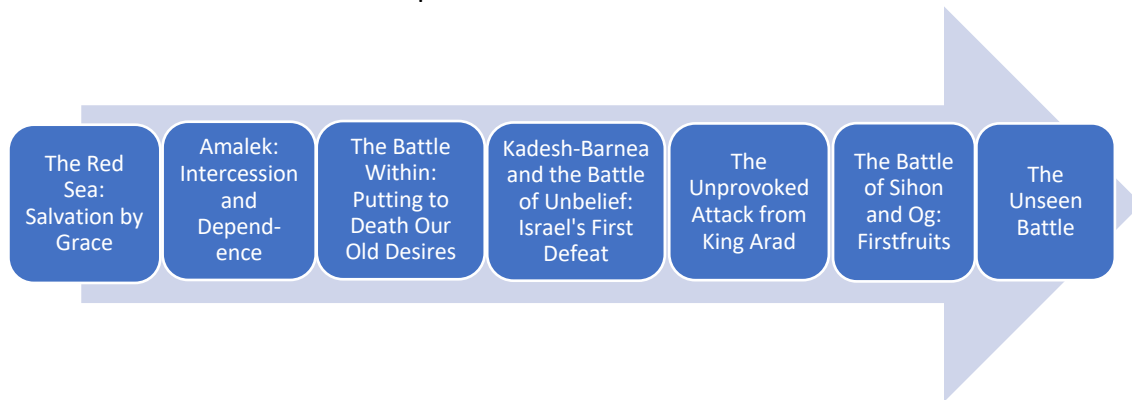 The Red
Sea:
Salvation by
Grace
Amalek:
Intercession
and
Depend-
ence
The Battle
Within:
Putting to
Death Our
Old Desires
Kadesh-Barnea
and the Battle
of Unbelief:
Israel's First
Defeat
The
Unprovoked
Attack from
King Arad
The Battle
of Sihon
and Og:
Firstfruits
The
Unseen
Battle